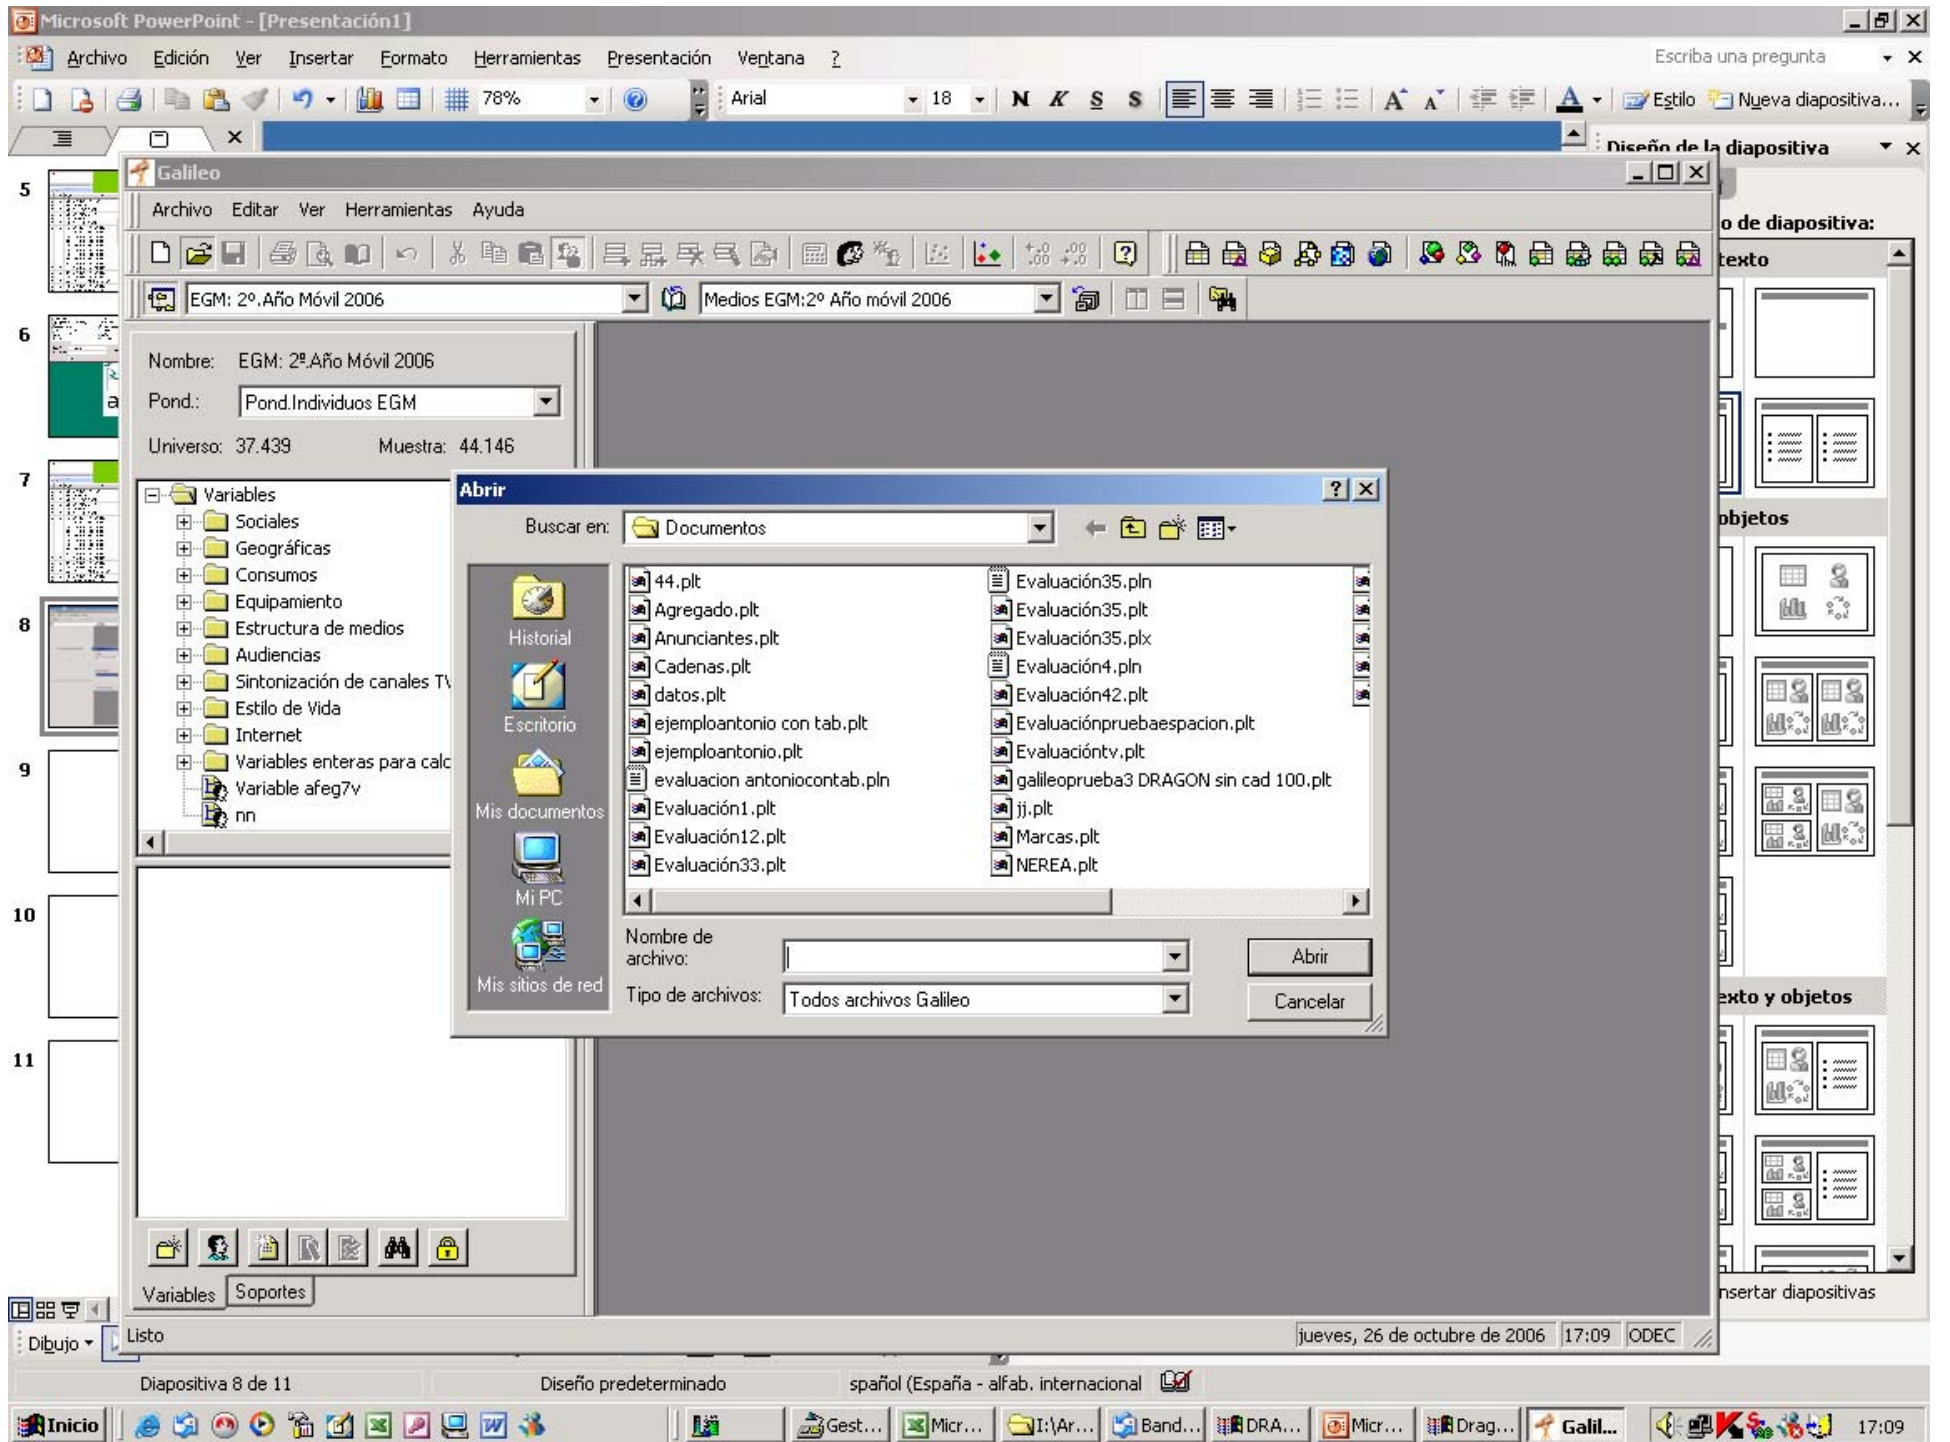 Microsoft PowerPoint - [Presentación1]
Archivo Edición Ver Insertar Formato Herramientas Presentación Ventana ? Escriba una pregunta
78% Arial 18 N K S S Estilo Nueva diapositiva...
Diseño de la diapositiva
Galileo
Archivo Editar Ver Herramientas Ayuda
o de diapositiva:
texto
EGM: 2º.Año Móvil 2006 Medios EGM:2º Año móvil 2006
Nombre: EGM: 2º.Año Móvil 2006
Pond.: Pond.Individuos EGM
Universo: 37.439 Muestra: 44.146
Variables
Sociales
Geográficas
Consumos
Equipamiento
Estructura de medios
Audiencias
Sintonización de canales TV
Estilo de Vida
Internet
Variables enteras para calc
Variable afeg7v
nn
Abrir
Buscar en: Documentos
Historial
Escritorio
Mis documentos
Mi PC
Mis sitios de red
44.plt
Agregado.plt
Anunciantes.plt
Cadenas.plt
datos.plt
ejemploantonio con tab.plt
ejemploantonio.plt
evaluacion antoniocontab.pln
Evaluación1.plt
Evaluación12.plt
Evaluación33.plt
Evaluación35.pln
Evaluación35.plt
Evaluación35.plx
Evaluación4.pln
Evaluación42.plt
Evaluaciónpruebaespacion.plt
Evaluacióntv.plt
galileoprueba3 DRAGON sin cad 100.plt
jj.plt
Marcas.plt
NEREA.plt
Nombre de
archivo:
Abrir
Tipo de archivos: Todos archivos Galileo
Cancelar
objetos
exto y objetos
5
6
7
8
9
10
11
Variables Soportes
nsertar diapositivas
Dibujo
Listo jueves, 26 de octubre de 2006 17:09 ODEC
Diapositiva 8 de 11 Diseño predeterminado spañol (España - alfab. internacional
Inicio Gest... Micr... I:\Ar... Band... DRA... Micr... Drag... Galil... 17:09